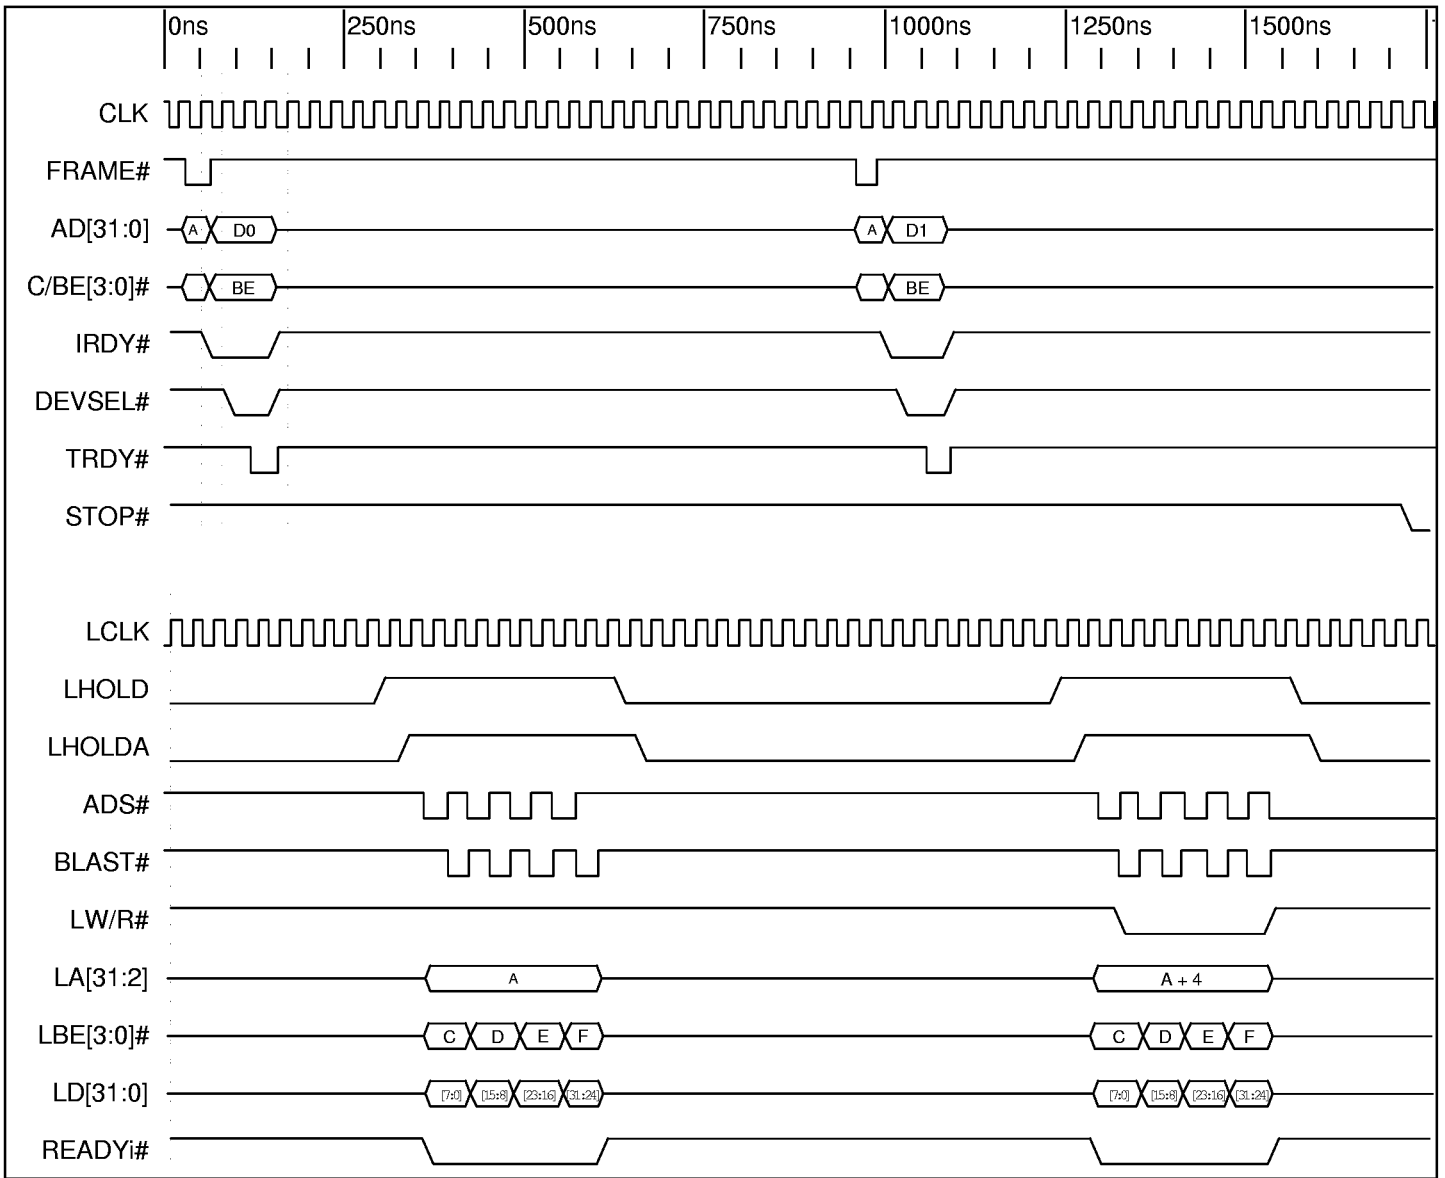 0ns 250ns 500ns 750ns 1000ns 1250ns 1500ns
CLK
FRAME#
AD[31:0] A D0 A D1
C/BE[3:0]# BE BE
IRDY#
DEVSEL#
TRDY#
STOP#
LCLK
LHOLD
LHOLDA
ADS#
BLAST#
LW/R#
LA[31:2] A A + 4
LBE[3:0]# C D E F C D E F
LD[31:0] [7:0] [15:8] [23:16] [31:24] [7:0] [15:8] [23:16] [31:24]
READYi#